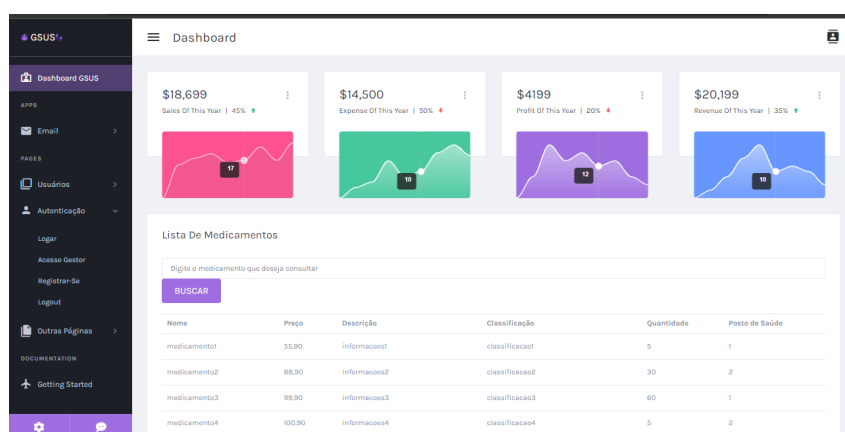 GSUS
Dashboard
Dashboard GSUS
APPS
Email
PAGES
Usuários
Autenticação
Logar
Acesso Gestor
Registrar-Se
Logout
Outras Páginas
DOCUMENTATION
Getting Started
$18,699
Sales Of This Year | 45%
17
$14,500
Expense Of This Year | 50%
10
$4199
Profit Of This Year | 20%
12
$20,199
Revenue Of This Year | 35%
10
Lista De Medicamentos
Digite o medicamento que deseja consultar
BUSCAR
Nome Preço Descrição Classificação Quantidade Posto de Saúde
medicamento1 55,90 informacoes1 classificacao1 5 1
medicamento2 88,90 informacoes2 classificacao2 30 2
medicamento3 99,90 informacoes3 classificacao3 60 1
medicamento4 100,90 informacoes4 classificacao4 5 2